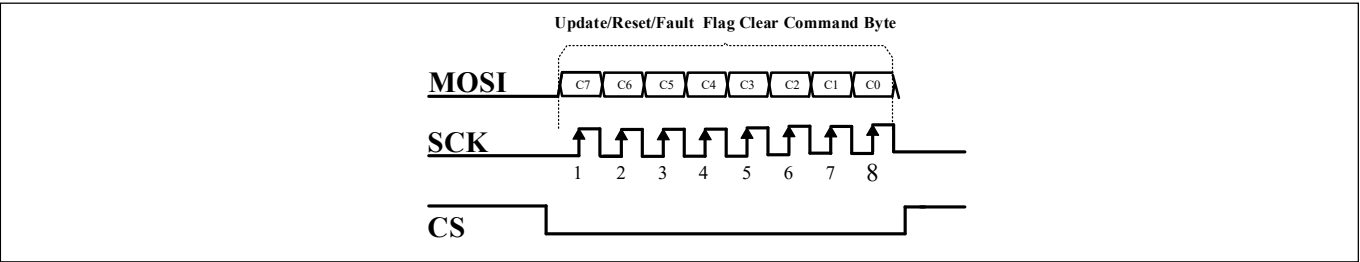 Update/Reset/Fault Flag Clear Command Byte
MOSI C7 C6 C5 C4 C3 C2 C1 C0
SCK
1 2 3 4 5 6 7 8
CS